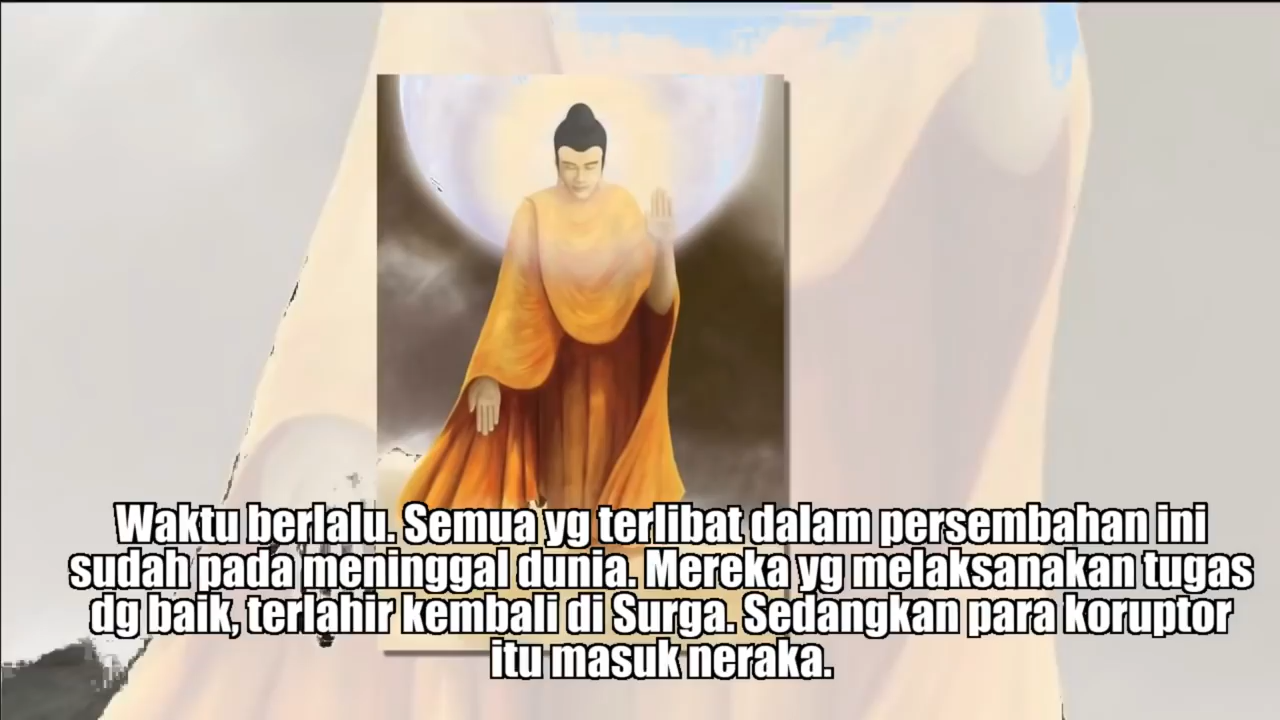 Waktu berlalu. Semua yg terlibat dalam persembahan ini
sudah pada meninggal dunia. Mereka yg melaksanakan tugas
dg baik, terlahir kembali di Surga. Sedangkan para koruptor
itu masuk neraka.